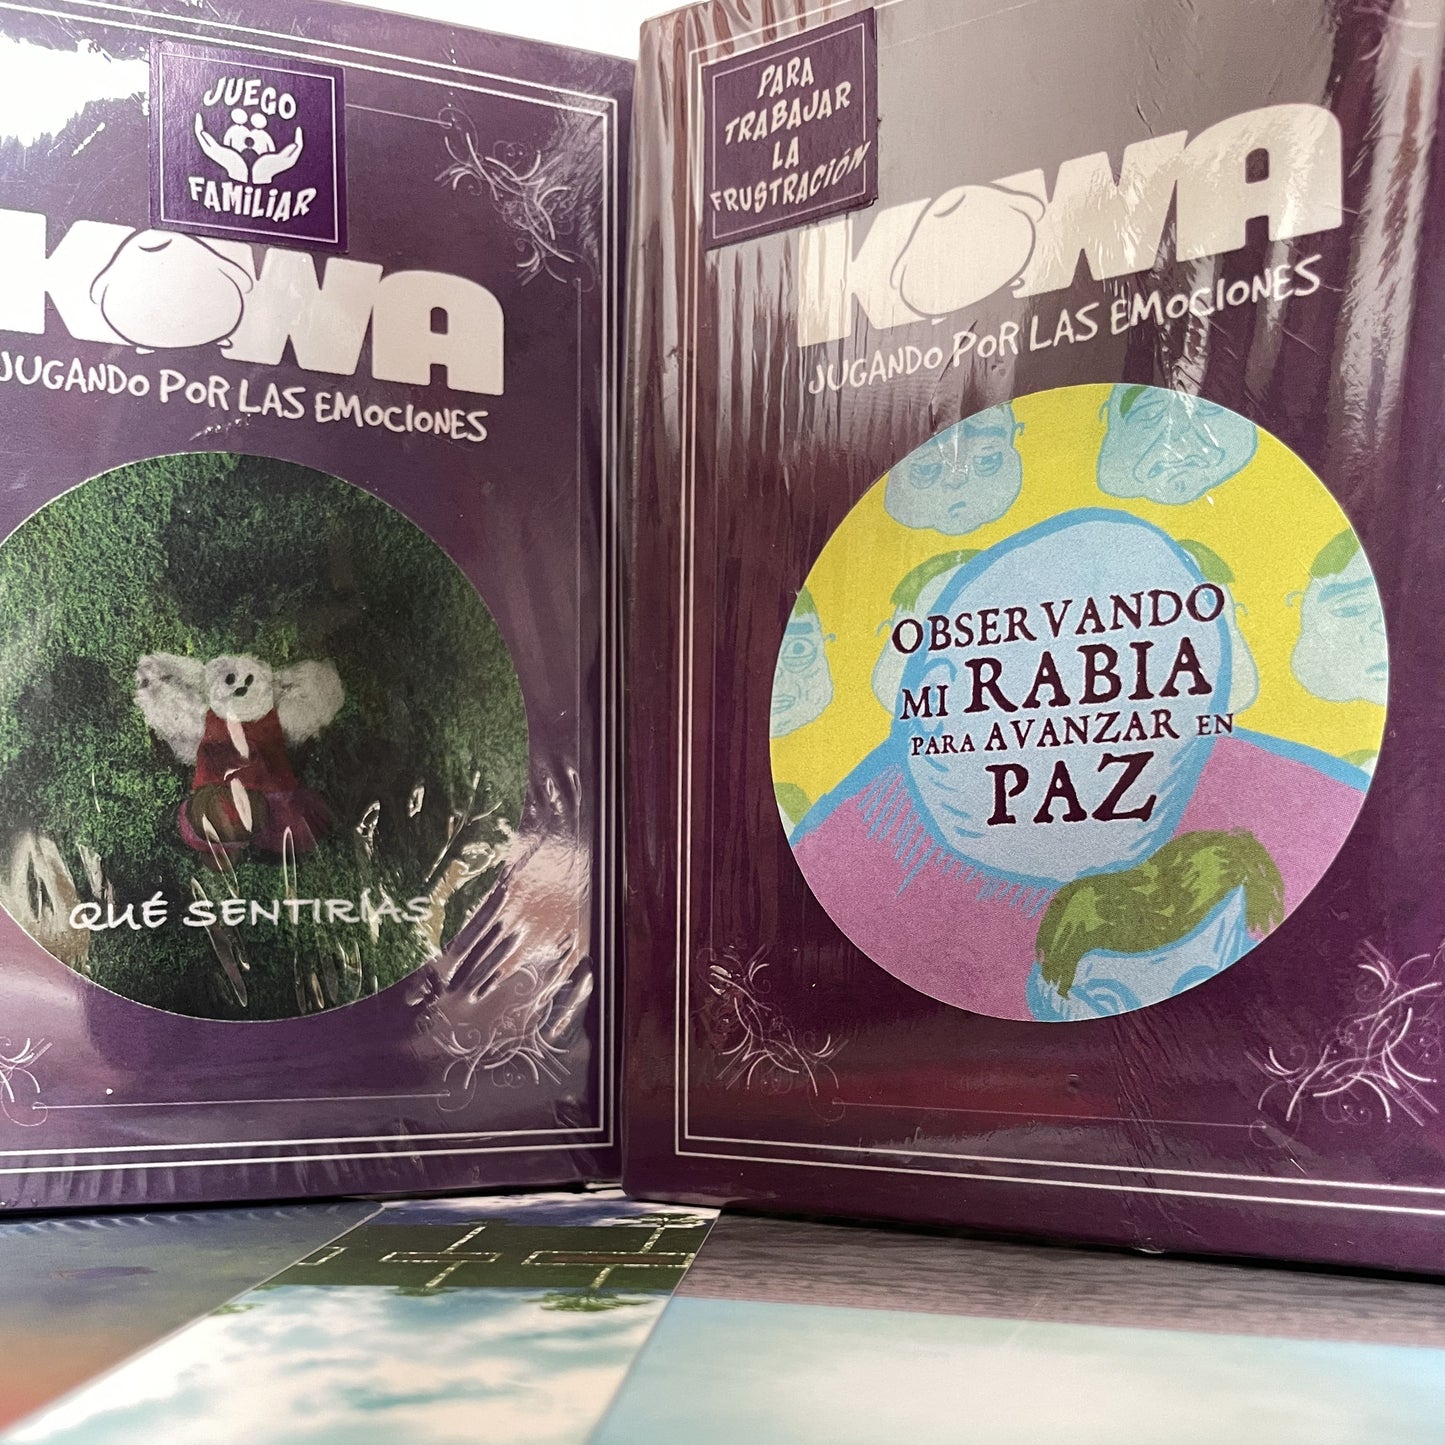 JUEGO
FAMILIAR
KOWA
JUGANDO POR LAS EMOCIONES
QUÉ SENTIRÍAS
PARA
TRABAJAR
LA
FRUSTRACIÓN
KOWA
JUGANDO POR LAS EMOCIONES
OBSERVANDO
MI RABIA
PARA AVANZAR EN
PAZ